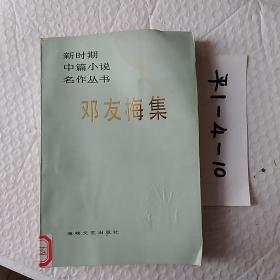 新时期
中篇小说
名作丛书
邓友梅集
海峡文艺出版社
尹1-4-10